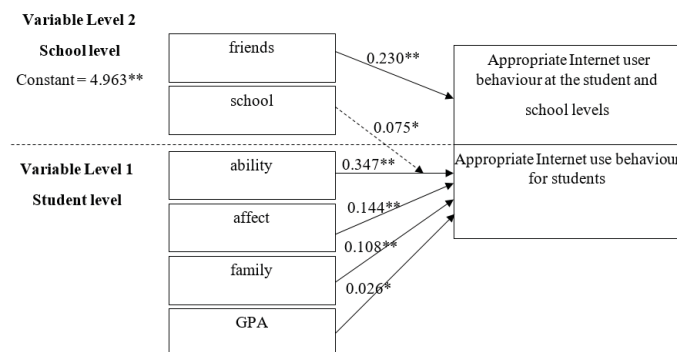 Variable Level 2
School level
Constant = 4.963**
friends
school
0.230**
0.075*
Appropriate Internet user
behaviour at the student and
school levels
Variable Level 1
Student level
ability
affect
family
GPA
0.347**
0.144**
0.108**
0.026*
Appropriate Internet use behaviour
for students